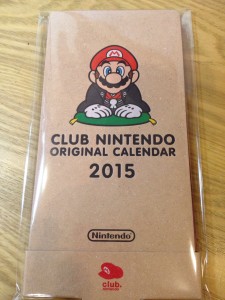 CLUB NINTENDO
ORIGINAL CALENDAR
2015
Nintendo
club.